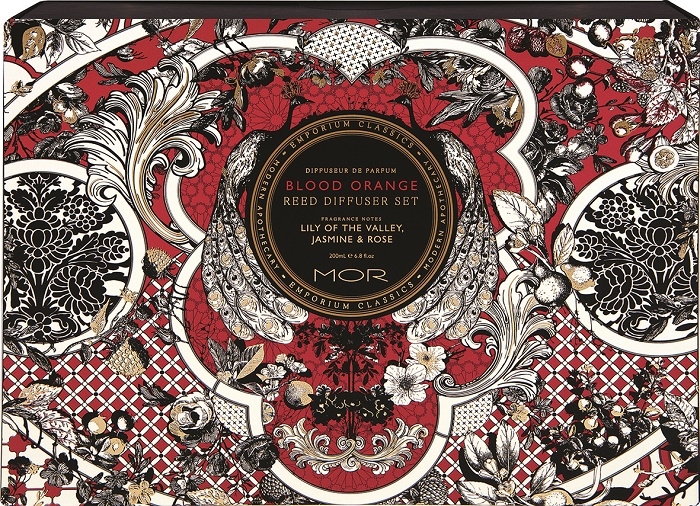 EMPORIUM CLASSICS
MODERN APOTHECARY
MODERN APOTHECARY
DIFFUSEUR DE PARFUM
BLOOD ORANGE
REED DIFFUSER SET
FRAGRANCE NOTES
LILY OF THE VALLEY,
JASMINE & ROSE
200mL ℮ 6.8 fl.oz
MOR
EMPORIUM CLASSICS